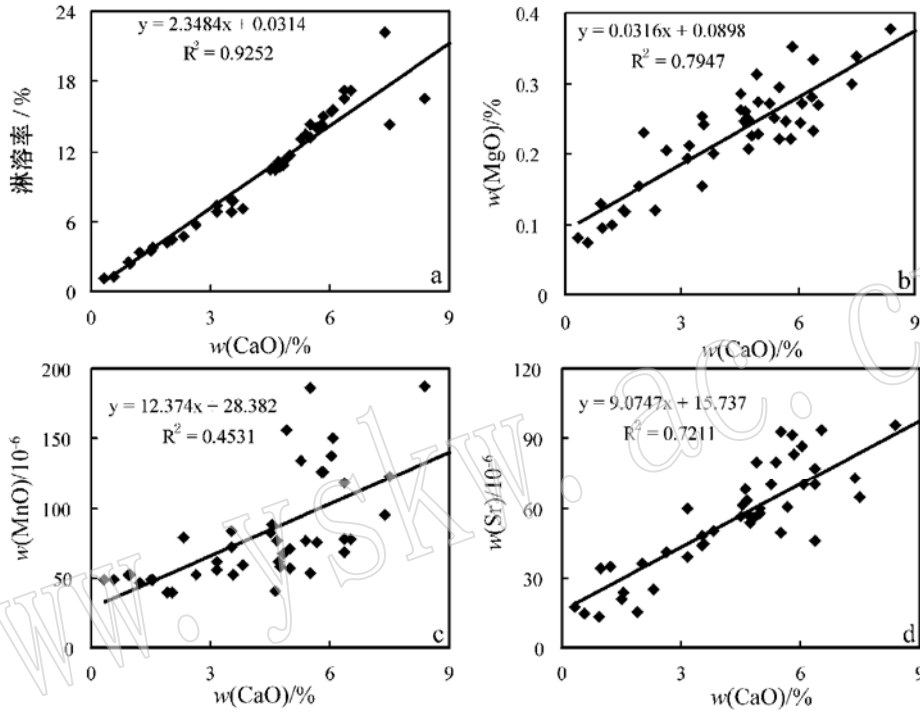 24
18
12
6
0
淋溶率/%
y = 2.3484x + 0.0314
R² = 0.9252
a
0 3 6 9
w(CaO)/%
0.4
0.3
0.2
0.1
0
w(MgO)/%
y = 0.0316x + 0.0898
R² = 0.7947
b
0 3 6 9
w(CaO)/%
200
150
100
50
0
w(MnO)/10⁻⁶
y = 12.374x − 28.382
R² = 0.4531
c
0 3 6 9
w(CaO)/%
120
90
60
30
0
w(Sr)/10⁻⁶
y = 9.0747x + 15.737
R² = 0.7211
d
0 3 6 9
w(CaO)/%
www.yskw.ac.c